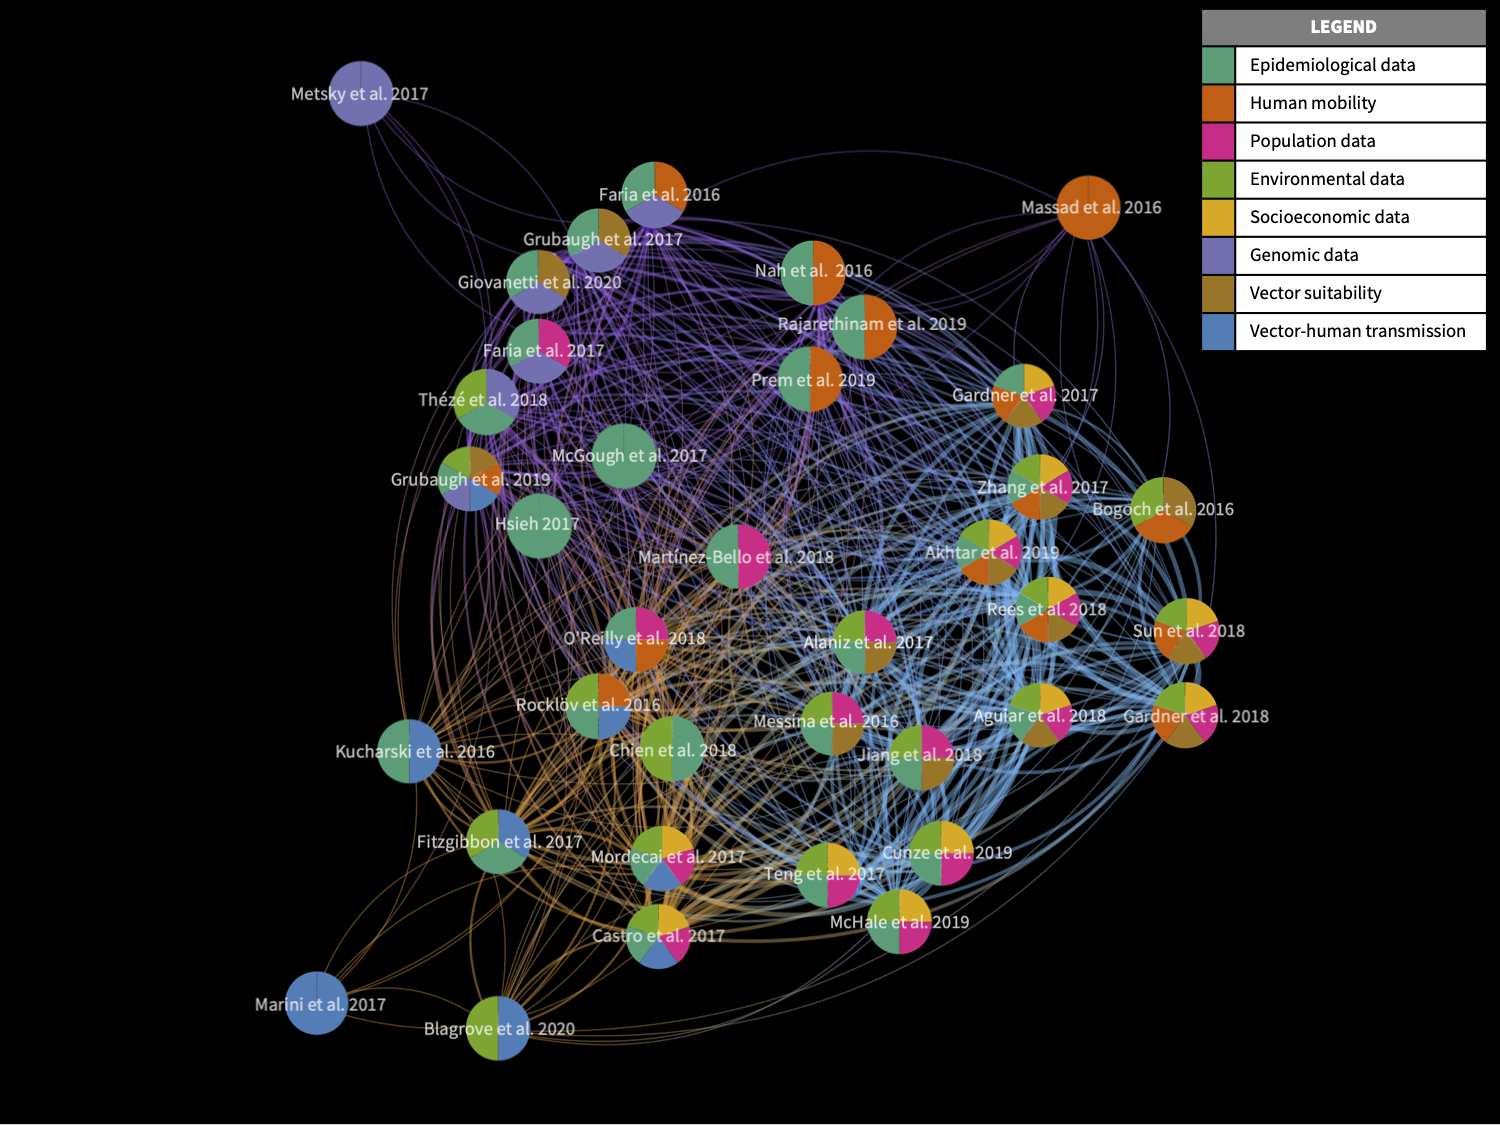 LEGEND
Epidemiological data
Human mobility
Population data
Environmental data
Socioeconomic data
Genomic data
Vector suitability
Vector-human transmission
Metsky et al. 2017
Faria et al. 2016
Massad et al. 2016
Grubaugh et al. 2017
Nah et al. 2016
Giovanetti et al. 2020
Rajarethinam et al. 2019
Faria et al. 2017
Prem et al. 2019
Gardner et al. 2017
Thézé et al. 2018
McGough et al. 2017
Grubaugh et al. 2019
Zhang et al. 2017
Bogoch et al. 2016
Hsieh 2017
Akhtar et al. 2019
Martínez-Bello et al. 2018
Rees et al. 2018
Sun et al. 2018
O'Reilly et al. 2018
Alaniz et al. 2017
Rocklöv et al. 2016
Aguiar et al. 2018
Gardner et al. 2018
Messina et al. 2016
Kucharski et al. 2016
Chien et al. 2018
Jiang et al. 2018
Fitzgibbon et al. 2017
Cunze et al. 2019
Mordecai et al. 2017
Teng et al. 2017
McHale et al. 2019
Castro et al. 2017
Marini et al. 2017
Blagrove et al. 2020